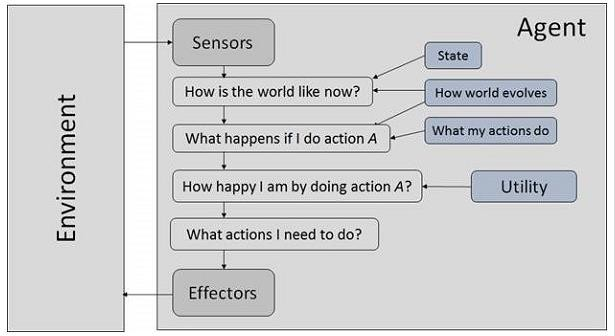 Agent
Environment
Sensors
State
How is the world like now?
How world evolves
What happens if I do action A
What my actions do
How happy I am by doing action A?
Utility
What actions I need to do?
Effectors